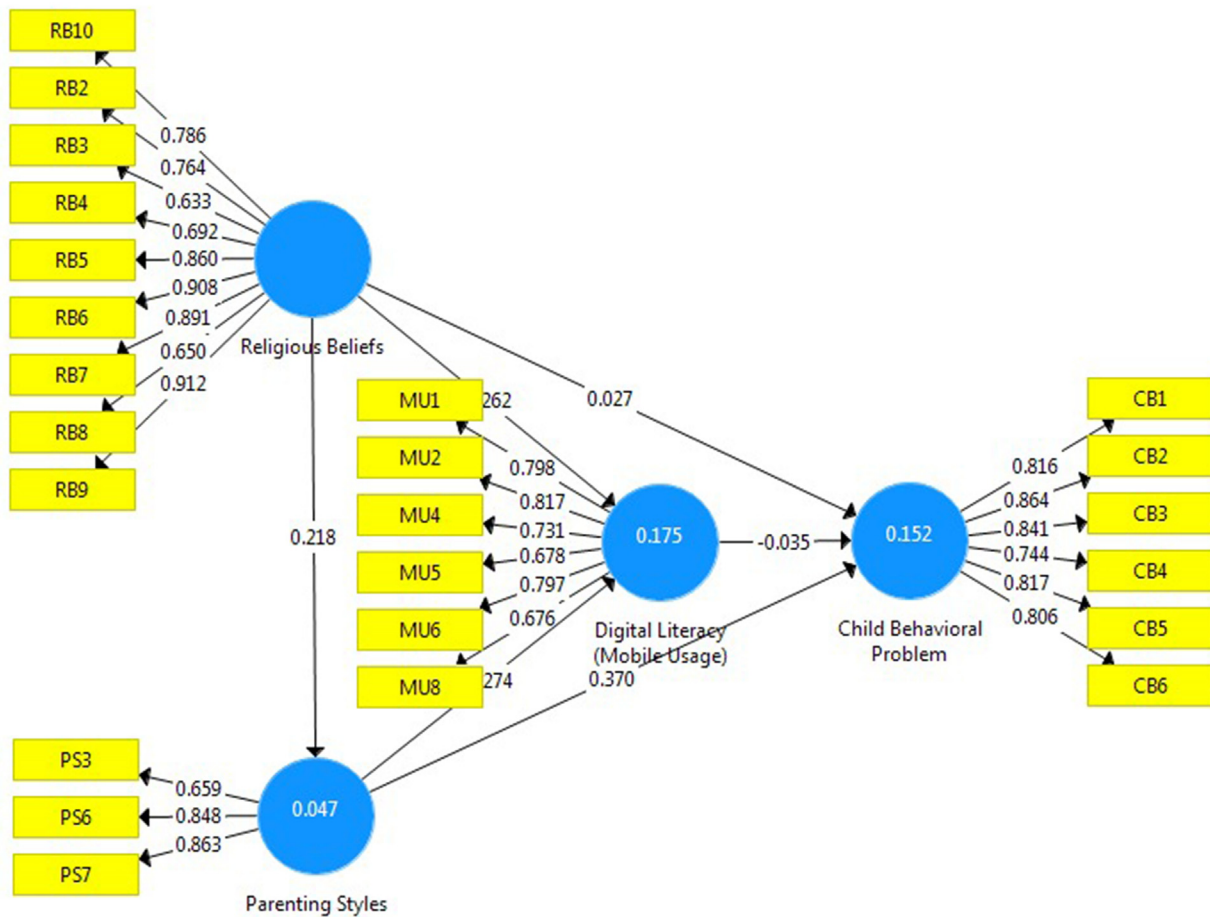 RB10
RB2
RB3
RB4
RB5
RB6
RB7
RB8
RB9
0.786
0.764
0.633
0.692
0.860
0.908
0.891
0.650
0.912
Religious Beliefs
262
0.027
0.218
MU1
MU2
MU4
MU5
MU6
MU8
0.798
0.817
0.731
0.678
0.797
0.676
274
0.175
Digital Literacy
(Mobile Usage)
-0.035
0.370
0.152
Child Behavioral
Problem
0.816
0.864
0.841
0.744
0.817
0.806
CB1
CB2
CB3
CB4
CB5
CB6
PS3
PS6
PS7
0.659
0.848
0.863
0.047
Parenting Styles